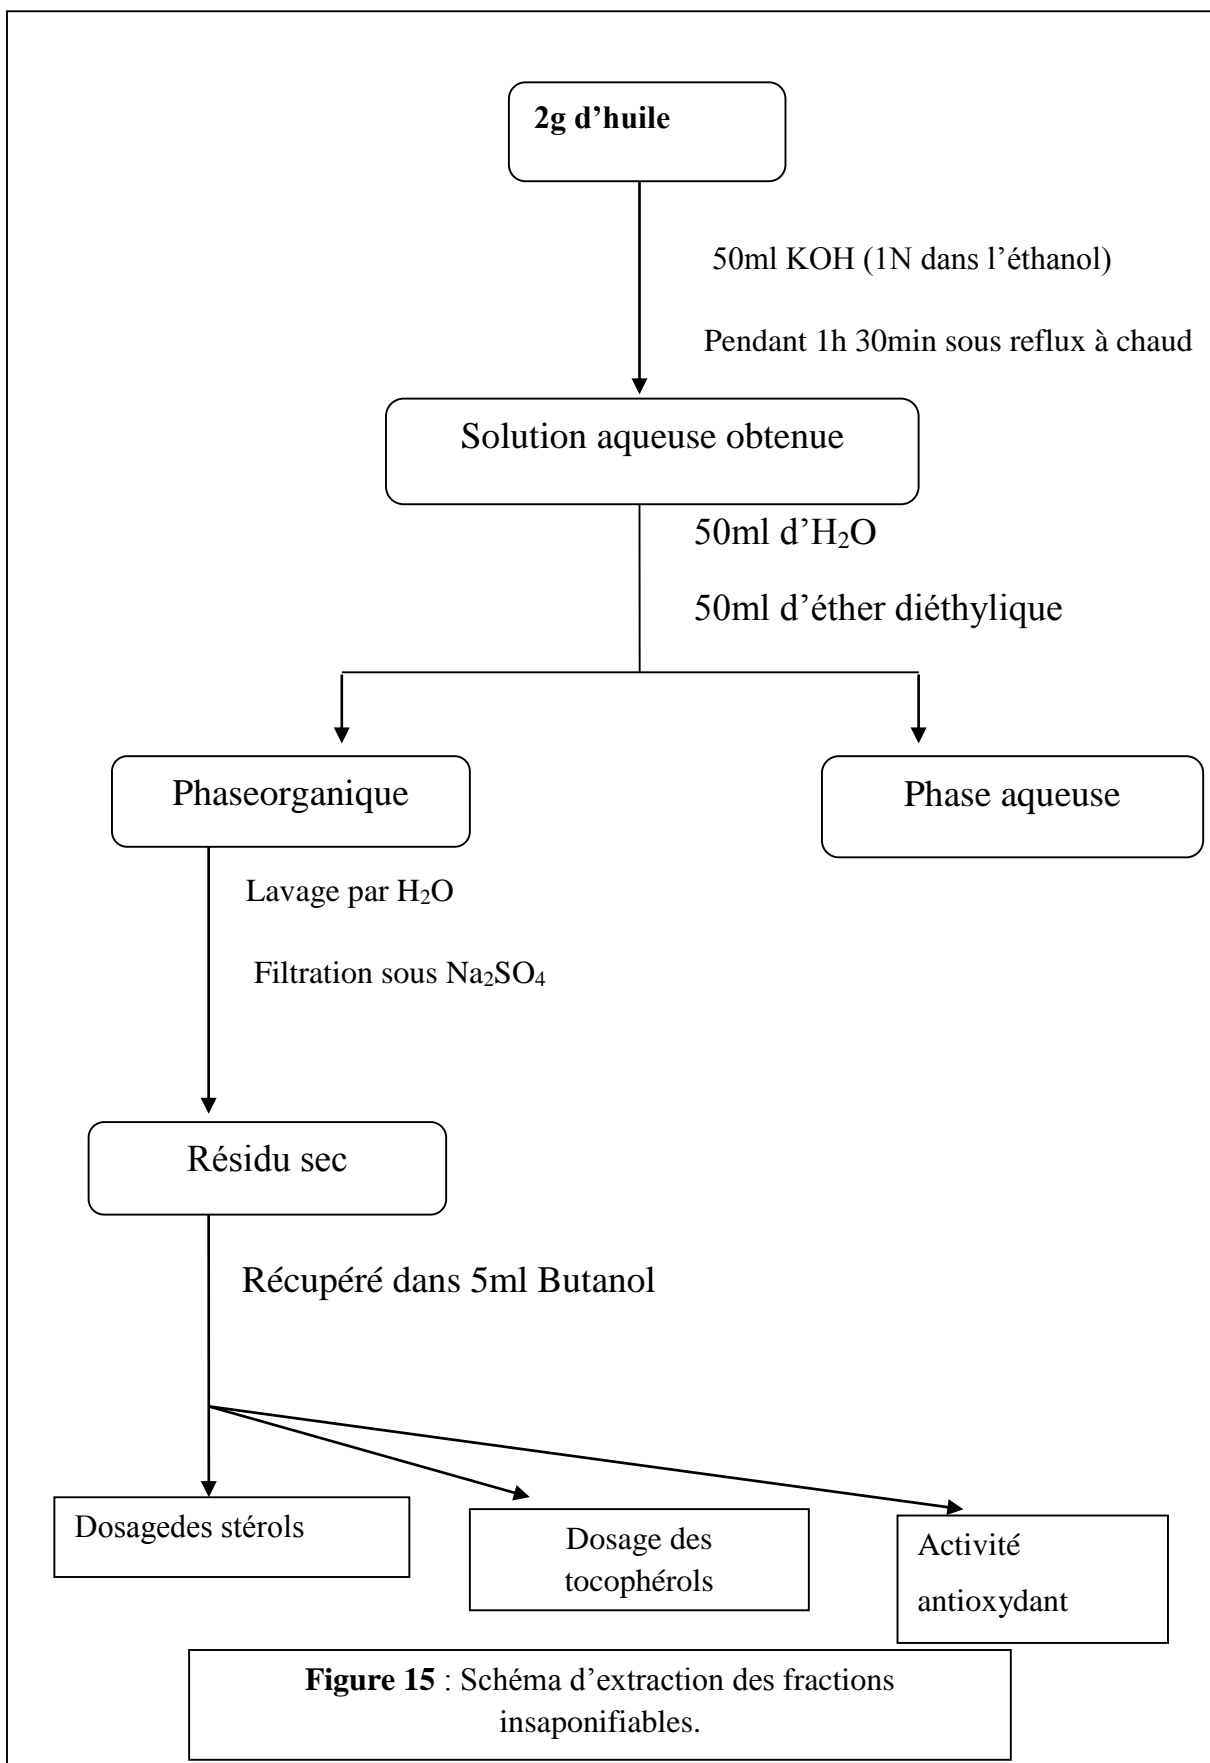 2g d’huile
50ml KOH (1N dans l’éthanol)
Pendant 1h 30min sous reflux à chaud
Solution aqueuse obtenue
50ml d’H₂O
50ml d’éther diéthylique
Phaseorganique
Phase aqueuse
Lavage par H₂O
Filtration sous Na₂SO₄
Résidu sec
Récupéré dans 5ml Butanol
Dosagedes stérols
Dosage des
tocophérols
Activité
antioxydant
Figure 15 : Schéma d’extraction des fractions
insaponifiables.